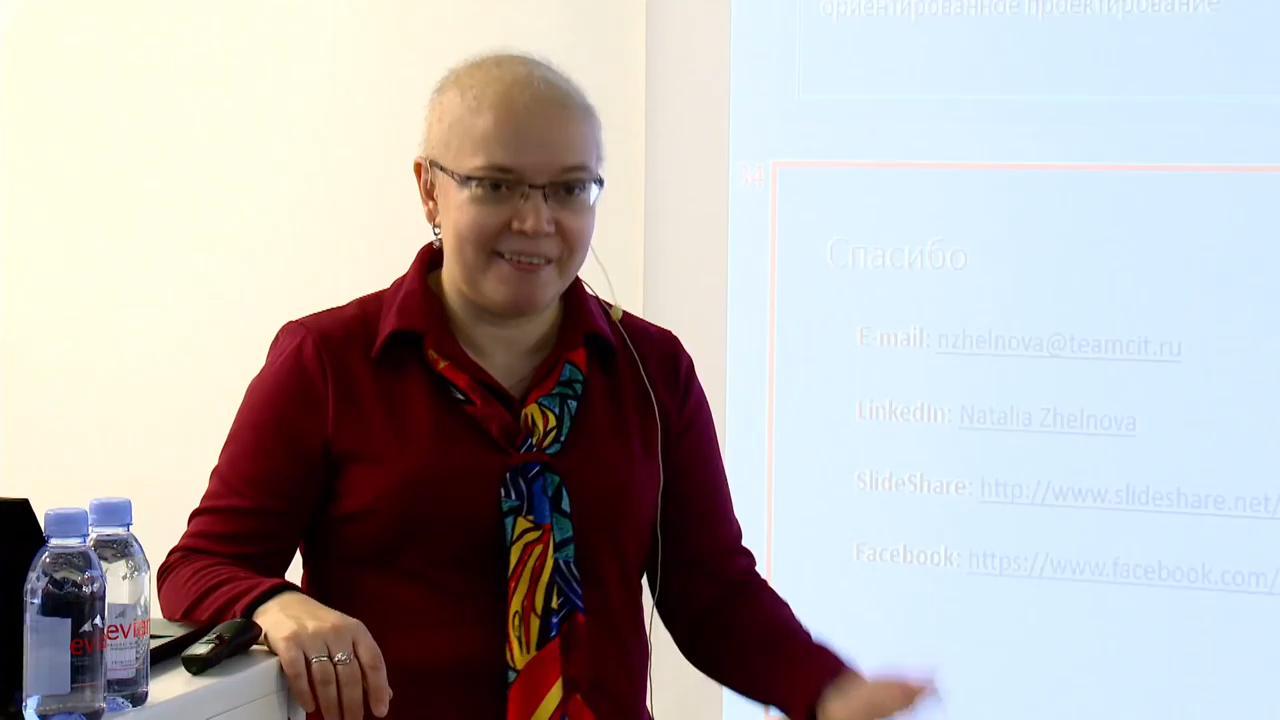 ориентированное проектирование
34
Спасибо
E-mail: nzhelnova@teamcit.ru
LinkedIn: Natalia Zhelnova
SlideShare: http://www.slideshare.net/
Facebook: https://www.facebook.com/
evian